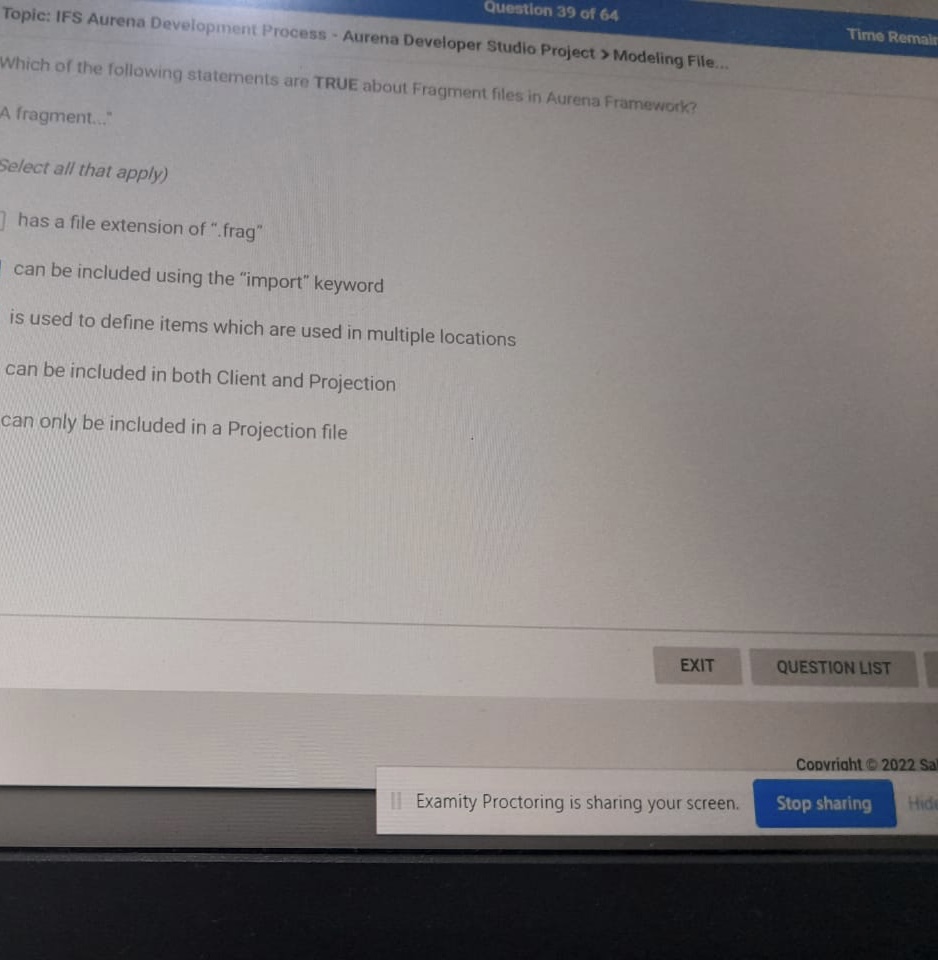 Question 39 of 64
Time Remain
Topic: IFS Aurena Development Process - Aurena Developer Studio Project > Modeling File...
Which of the following statements are TRUE about Fragment files in Aurena Framework?
A fragment..."
Select all that apply)
has a file extension of ".frag"
can be included using the "import" keyword
is used to define items which are used in multiple locations
can be included in both Client and Projection
can only be included in a Projection file
EXIT
QUESTION LIST
Copyright © 2022 Sa
Examity Proctoring is sharing your screen.
Stop sharing
Hide